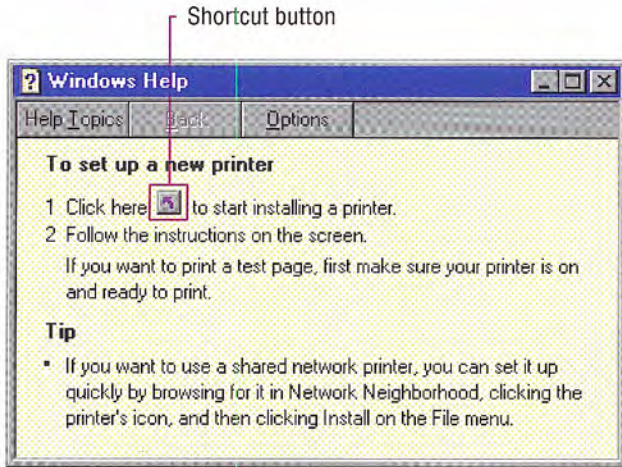 Shortcut button
? Windows Help
Help Topics Back Options
To set up a new printer
1 Click here to start installing a printer.
2 Follow the instructions on the screen.
If you want to print a test page, first make sure your printer is on
and ready to print.
Tip
▪ If you want to use a shared network printer, you can set it up
quickly by browsing for it in Network Neighborhood, clicking the
printer's icon, and then clicking Install on the File menu.